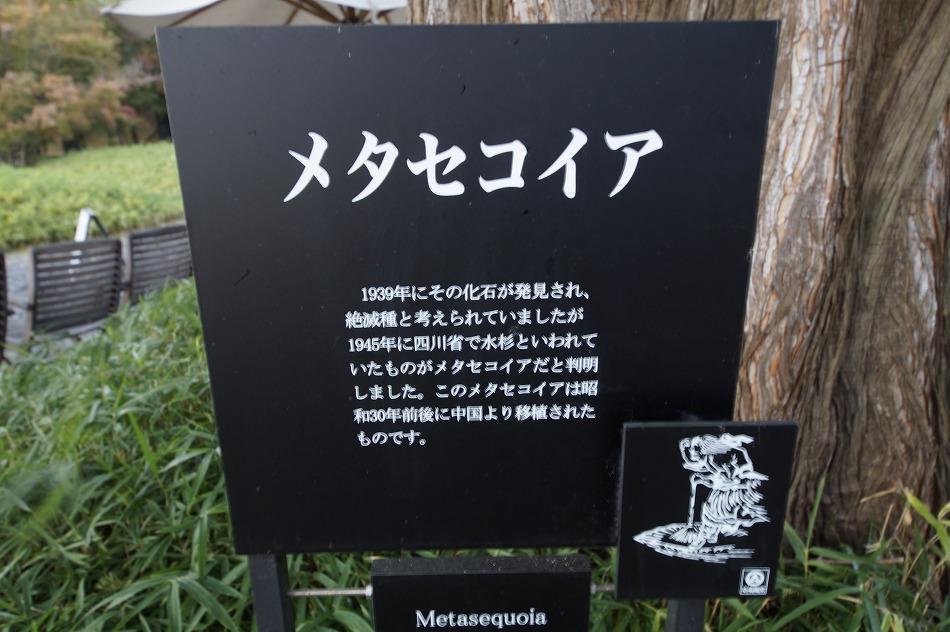 メタセコイア
1939年にその化石が発見され、
絶滅種と考えられていましたが
1945年に四川省で水杉といわれて
いたものがメタセコイアだと判明
しました。このメタセコイアは昭
和30年前後に中国より移植された
ものです。
Metasequoia